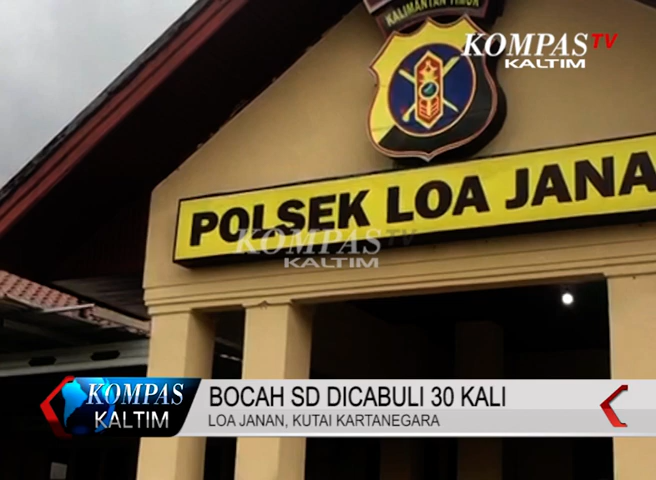 KALIMANTAN TIMUR
KOMPAS TV
KALTIM
POLSEK LOA JANA
KOMPAS TV
KALTIM
KOMPAS
KALTIM
BOCAH SD DICABULI 30 KALI
LOA JANAN, KUTAI KARTANEGARA